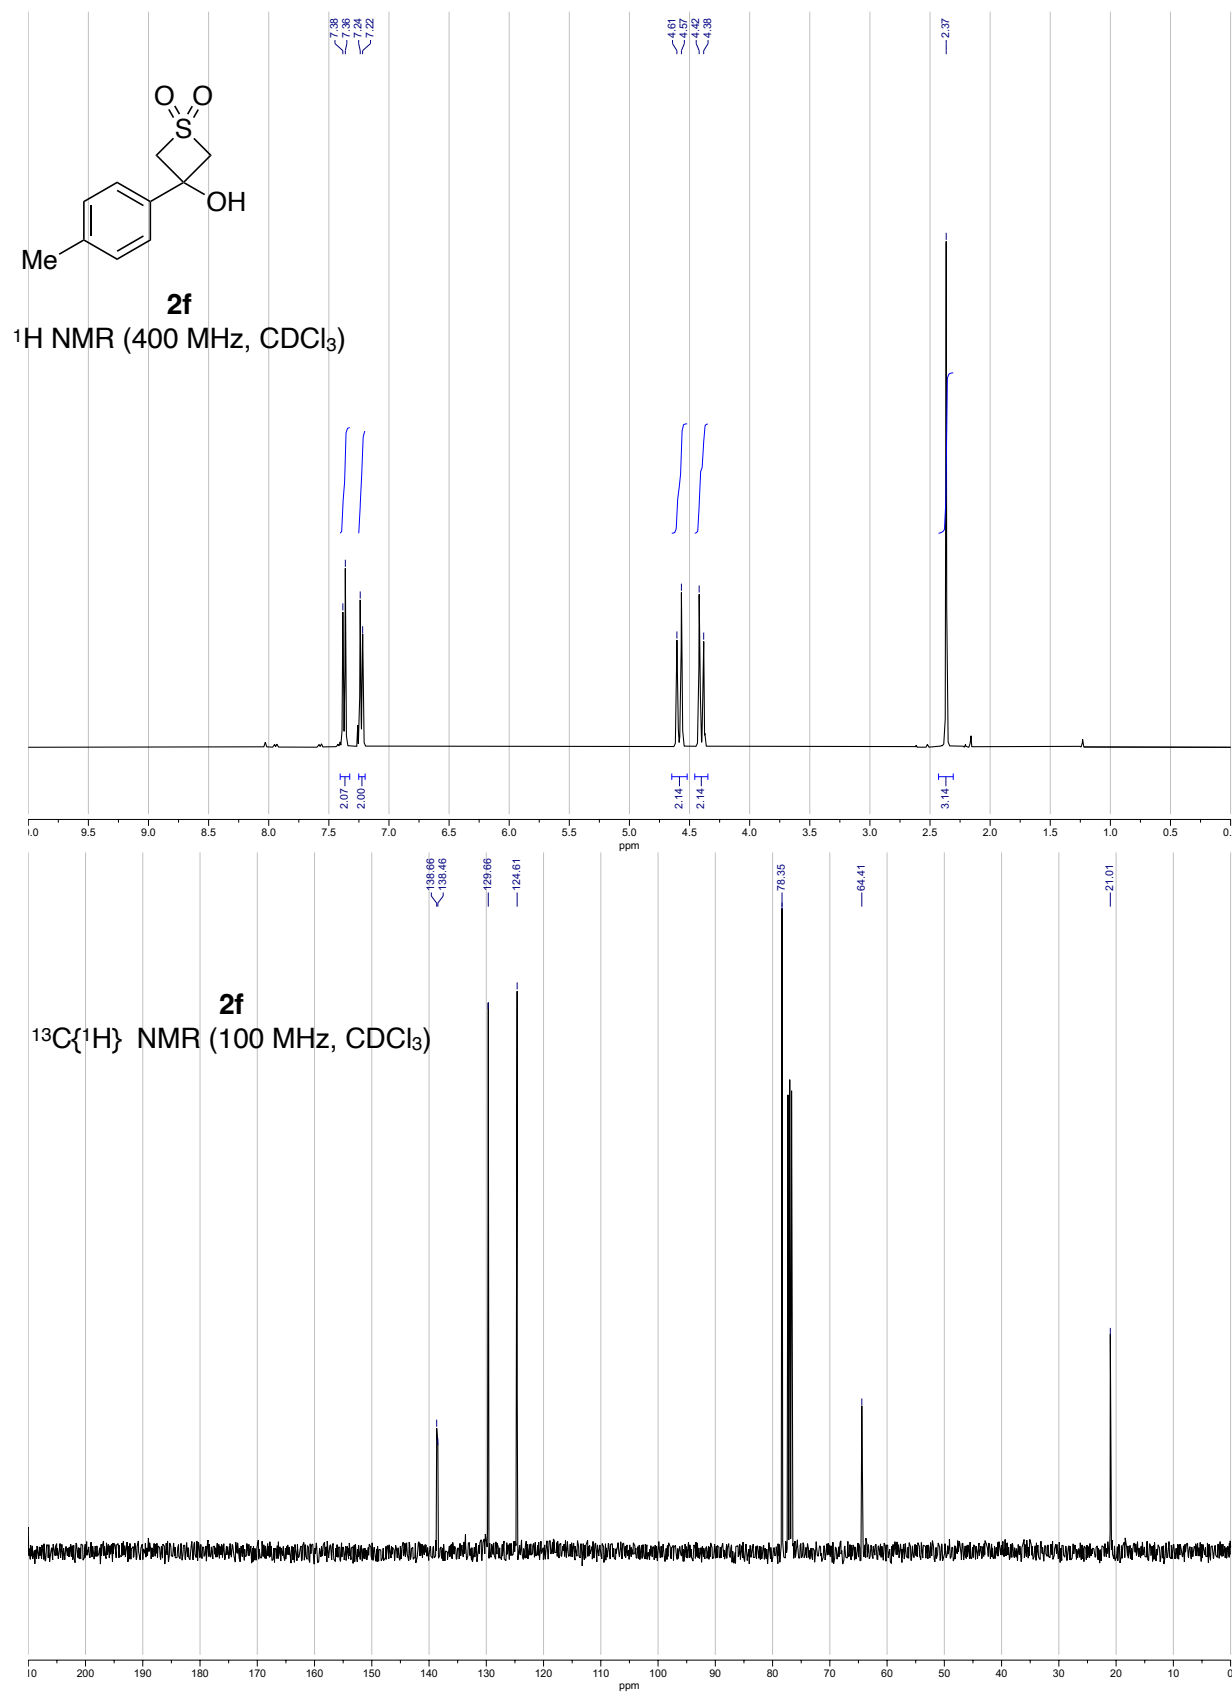 7.38
7.36
7.24
7.22
4.61
4.57
4.42
4.38
2.37
O O
S
OH
Me
2f
¹H NMR (400 MHz, CDCl₃)
2.07
2.00
2.14
2.14
3.14
0.0 9.5 9.0 8.5 8.0 7.5 7.0 6.5 6.0 5.5 5.0 4.5 4.0 3.5 3.0 2.5 2.0 1.5 1.0 0.5 0.
ppm
138.66
138.46
129.66
124.61
78.35
64.41
21.01
2f
¹³C{¹H} NMR (100 MHz, CDCl₃)
10 200 190 180 170 160 150 140 130 120 110 100 90 80 70 60 50 40 30 20 10 0
ppm